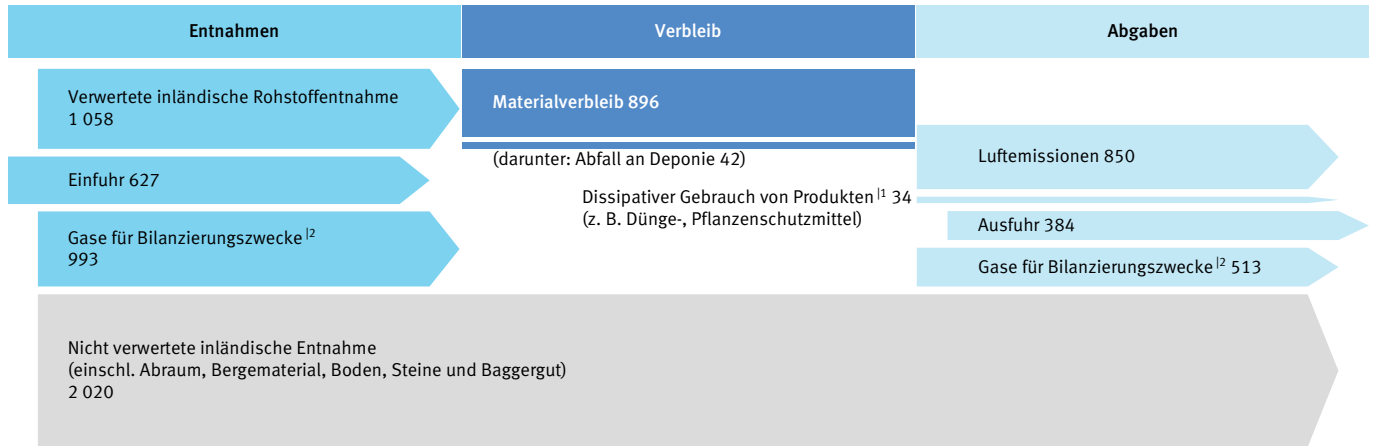 Entnahmen
Verbleib
Abgaben
Verwertete inländische Rohstoffentnahme
1 058
Einfuhr 627
Gase für Bilanzierungszwecke |2
993
Materialverbleib 896
(darunter: Abfall an Deponie 42)
Dissipativer Gebrauch von Produkten |1 34
(z. B. Dünge-, Pflanzenschutzmittel)
Luftemissionen 850
Ausfuhr 384
Gase für Bilanzierungszwecke |2 513
Nicht verwertete inländische Entnahme
(einschl. Abraum, Bergematerial, Boden, Steine und Baggergut)
2 020